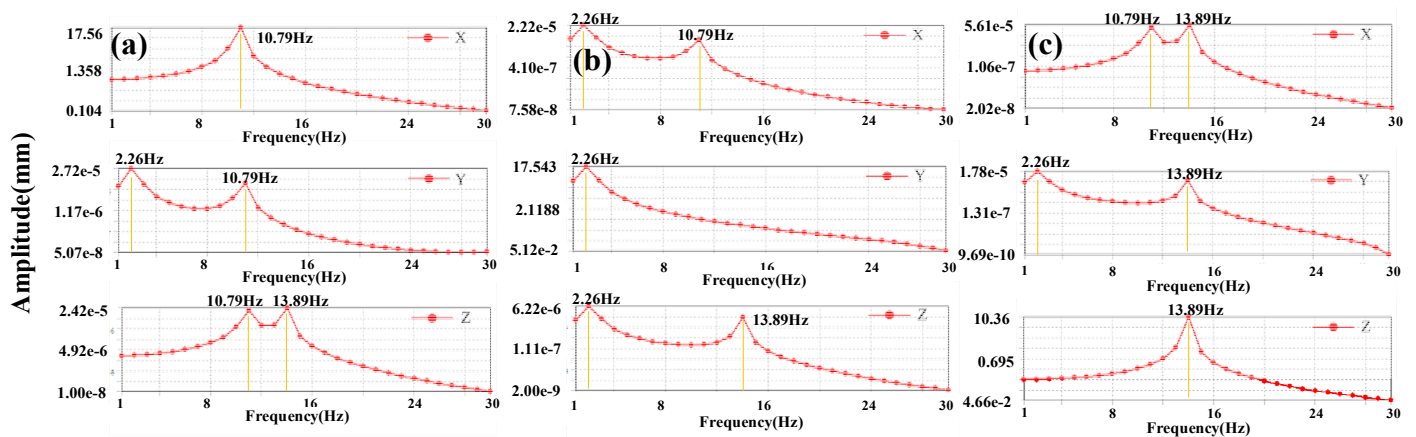 Amplitude(mm)
(a)
17.56
1.358
0.104
10.79Hz
X
1 8 16 24 30
Frequency(Hz)
2.72e-5
1.17e-6
5.07e-8
2.26Hz
10.79HZ
Y
1 8 16 24 30
Frequency(Hz)
2.42e-5
4.92e-6
1.00e-8
10.79Hz 13.89Hz
Z
1 8 16 24 30
Frequency(Hz)
(b)
2.22e-5
4.10e-7
7.58e-8
2.26Hz
10.79Hz
X
1 8 16 24 30
Frequency(Hz)
17.543
2.1188
5.12e-2
2.26Hz
Y
1 8 16 24 30
Frequency(Hz)
6.22e-6
1.11e-7
2.00e-9
2.26Hz
13.89Hz
Z
1 8 16 24 30
Frequency(Hz)
(c)
5.61e-5
1.06e-7
2.02e-8
10.79Hz 13.89Hz
X
1 8 16 24 30
Frequency(Hz)
1.78e-5
1.31e-7
9.69e-10
2.26Hz
13.89Hz
Y
1 8 16 24 30
Frequency(Hz)
10.36
0.695
4.66e-2
13.89Hz
Z
1 8 16 24 30
Frequency(Hz)